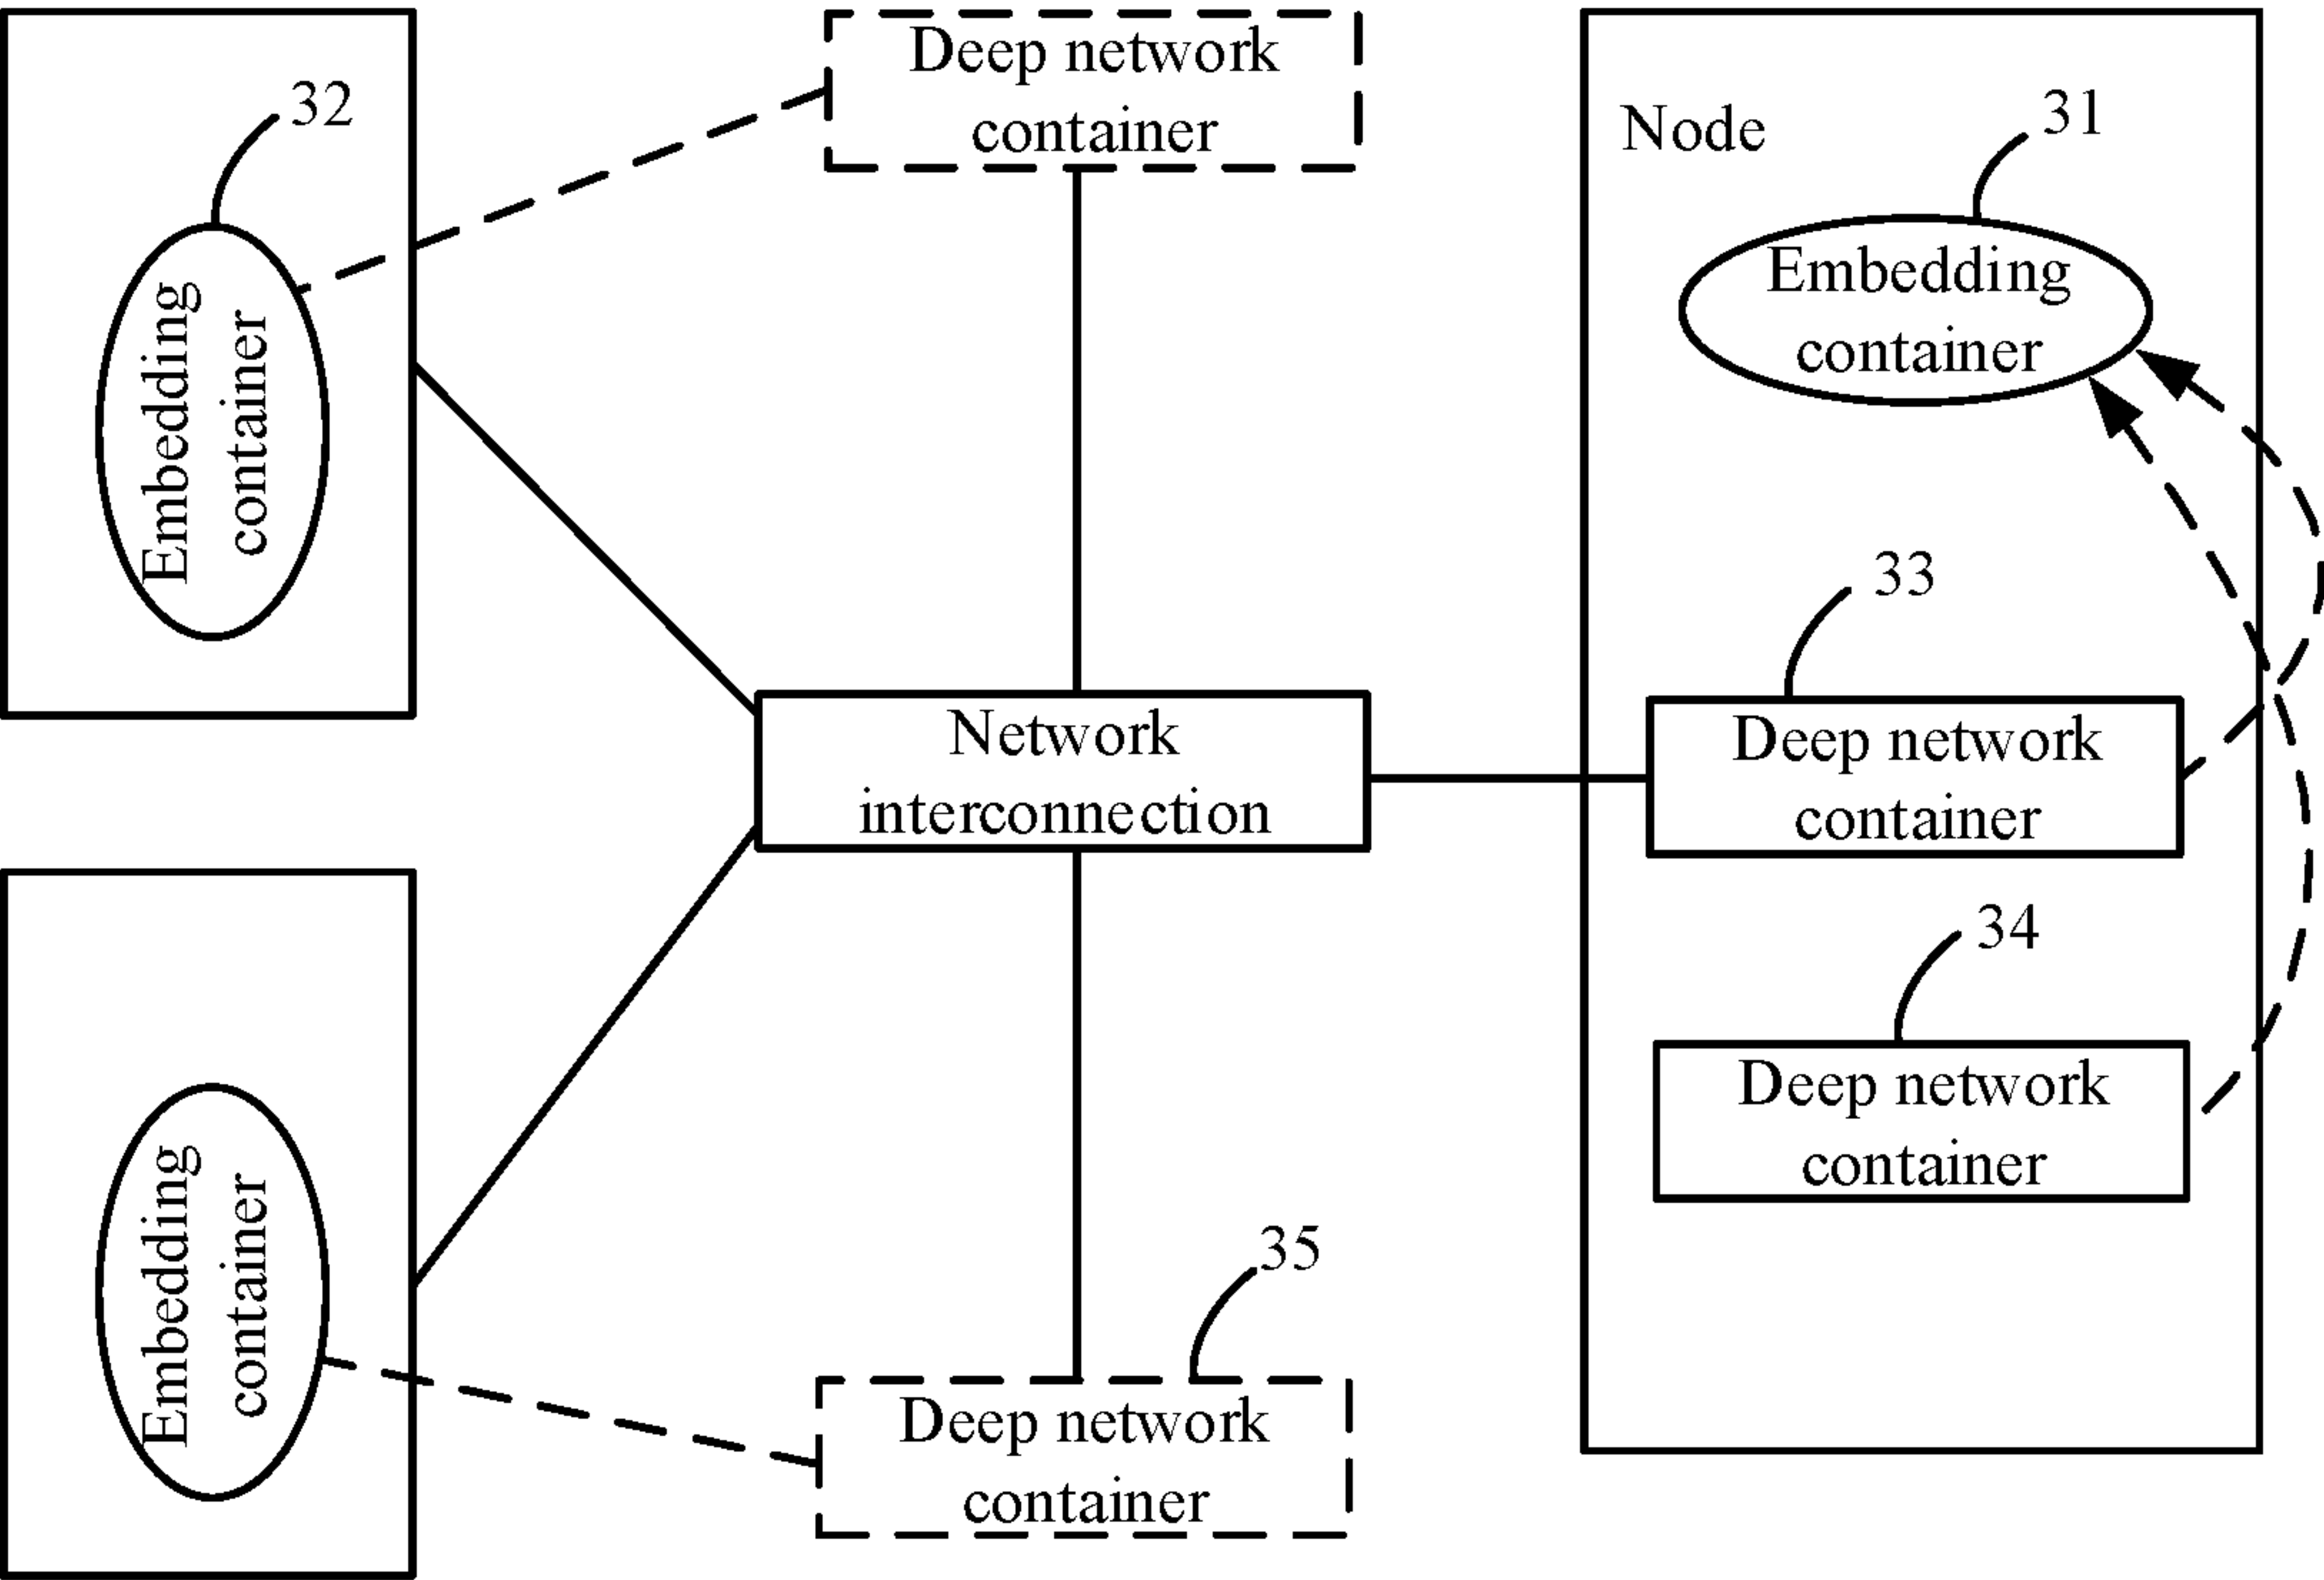 32
Embedding
container
Deep network
container
Node
31
Embedding
container
33
Network
interconnection
Deep network
container
34
Deep network
container
Embedding
container
35
Deep network
container